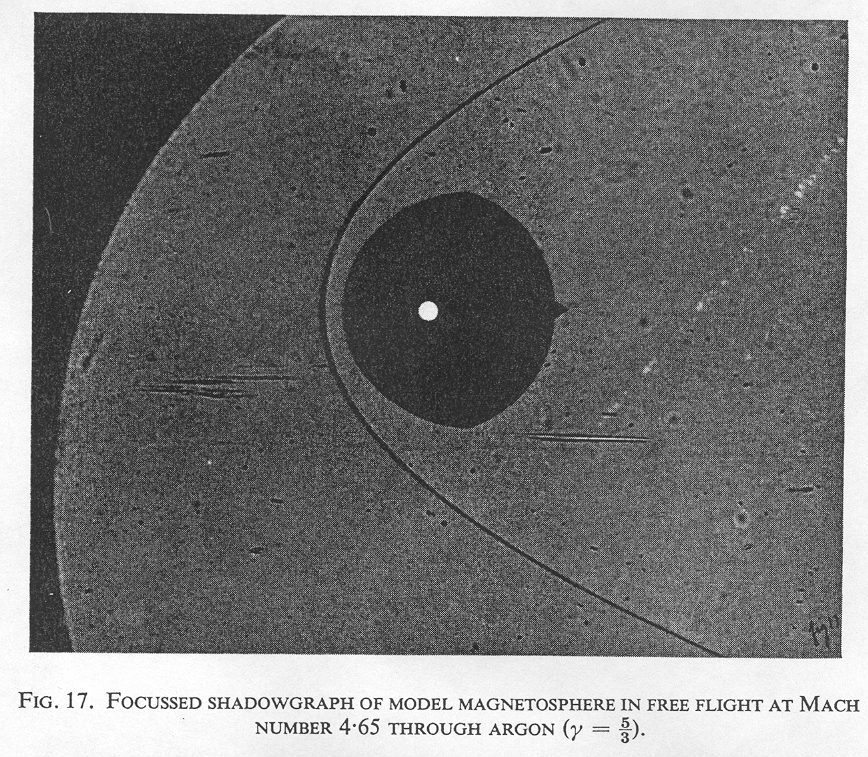 FIG. 17. FOCUSSED SHADOWGRAPH OF MODEL MAGNETOSPHERE IN FREE FLIGHT AT MACH
NUMBER 4·65 THROUGH ARGON (γ = 5/3).